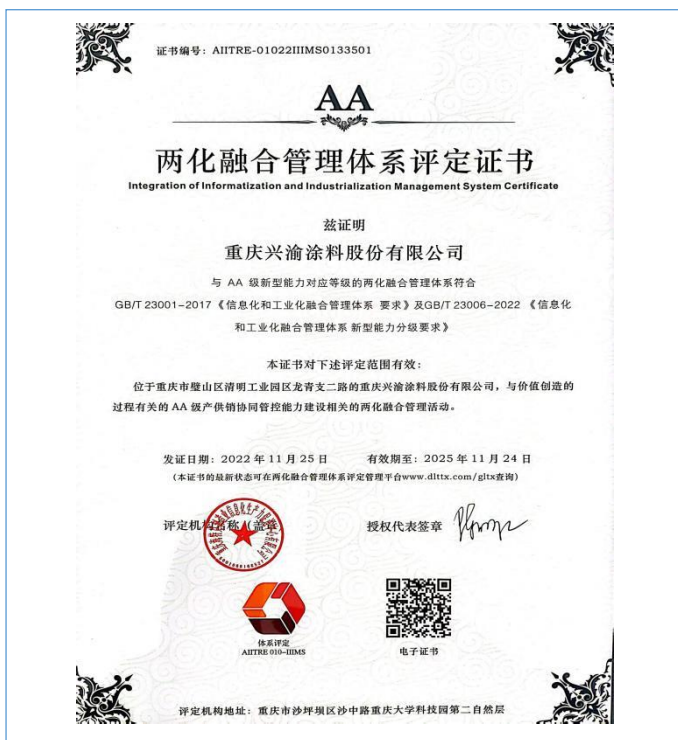 证书编号：AIITRE-01022IIIMS0133501
AA
两化融合管理体系评定证书
Integration of Informatization and Industrialization Management System Certificate
兹证明
重庆兴渝涂料股份有限公司
与 AA 级新型能力对应等级的两化融合管理体系符合
GB/T 23001-2017《信息化和工业化融合管理体系 要求》及GB/T 23006-2022《信息化
和工业化融合管理体系 新型能力分级要求》
本证书对下述评定范围有效：
位于重庆市璧山区清明工业园区龙青支二路的重庆兴渝涂料股份有限公司，与价值创造的
过程有关的 AA 级产供销协同管控能力建设相关的两化融合管理活动。
发证日期：2022 年 11 月 25 日 有效期至：2025 年 11 月 24 日
（本证书的最新状态可在两化融合管理体系评定管理平台www.dlttx.com/gltx查询）
评定机构名称（盖章） 授权代表签章
体系评定
AIITRE 010-IIIMS
电子证书
评定机构地址：重庆市沙坪坝区沙中路重庆大学科技园第二自然层